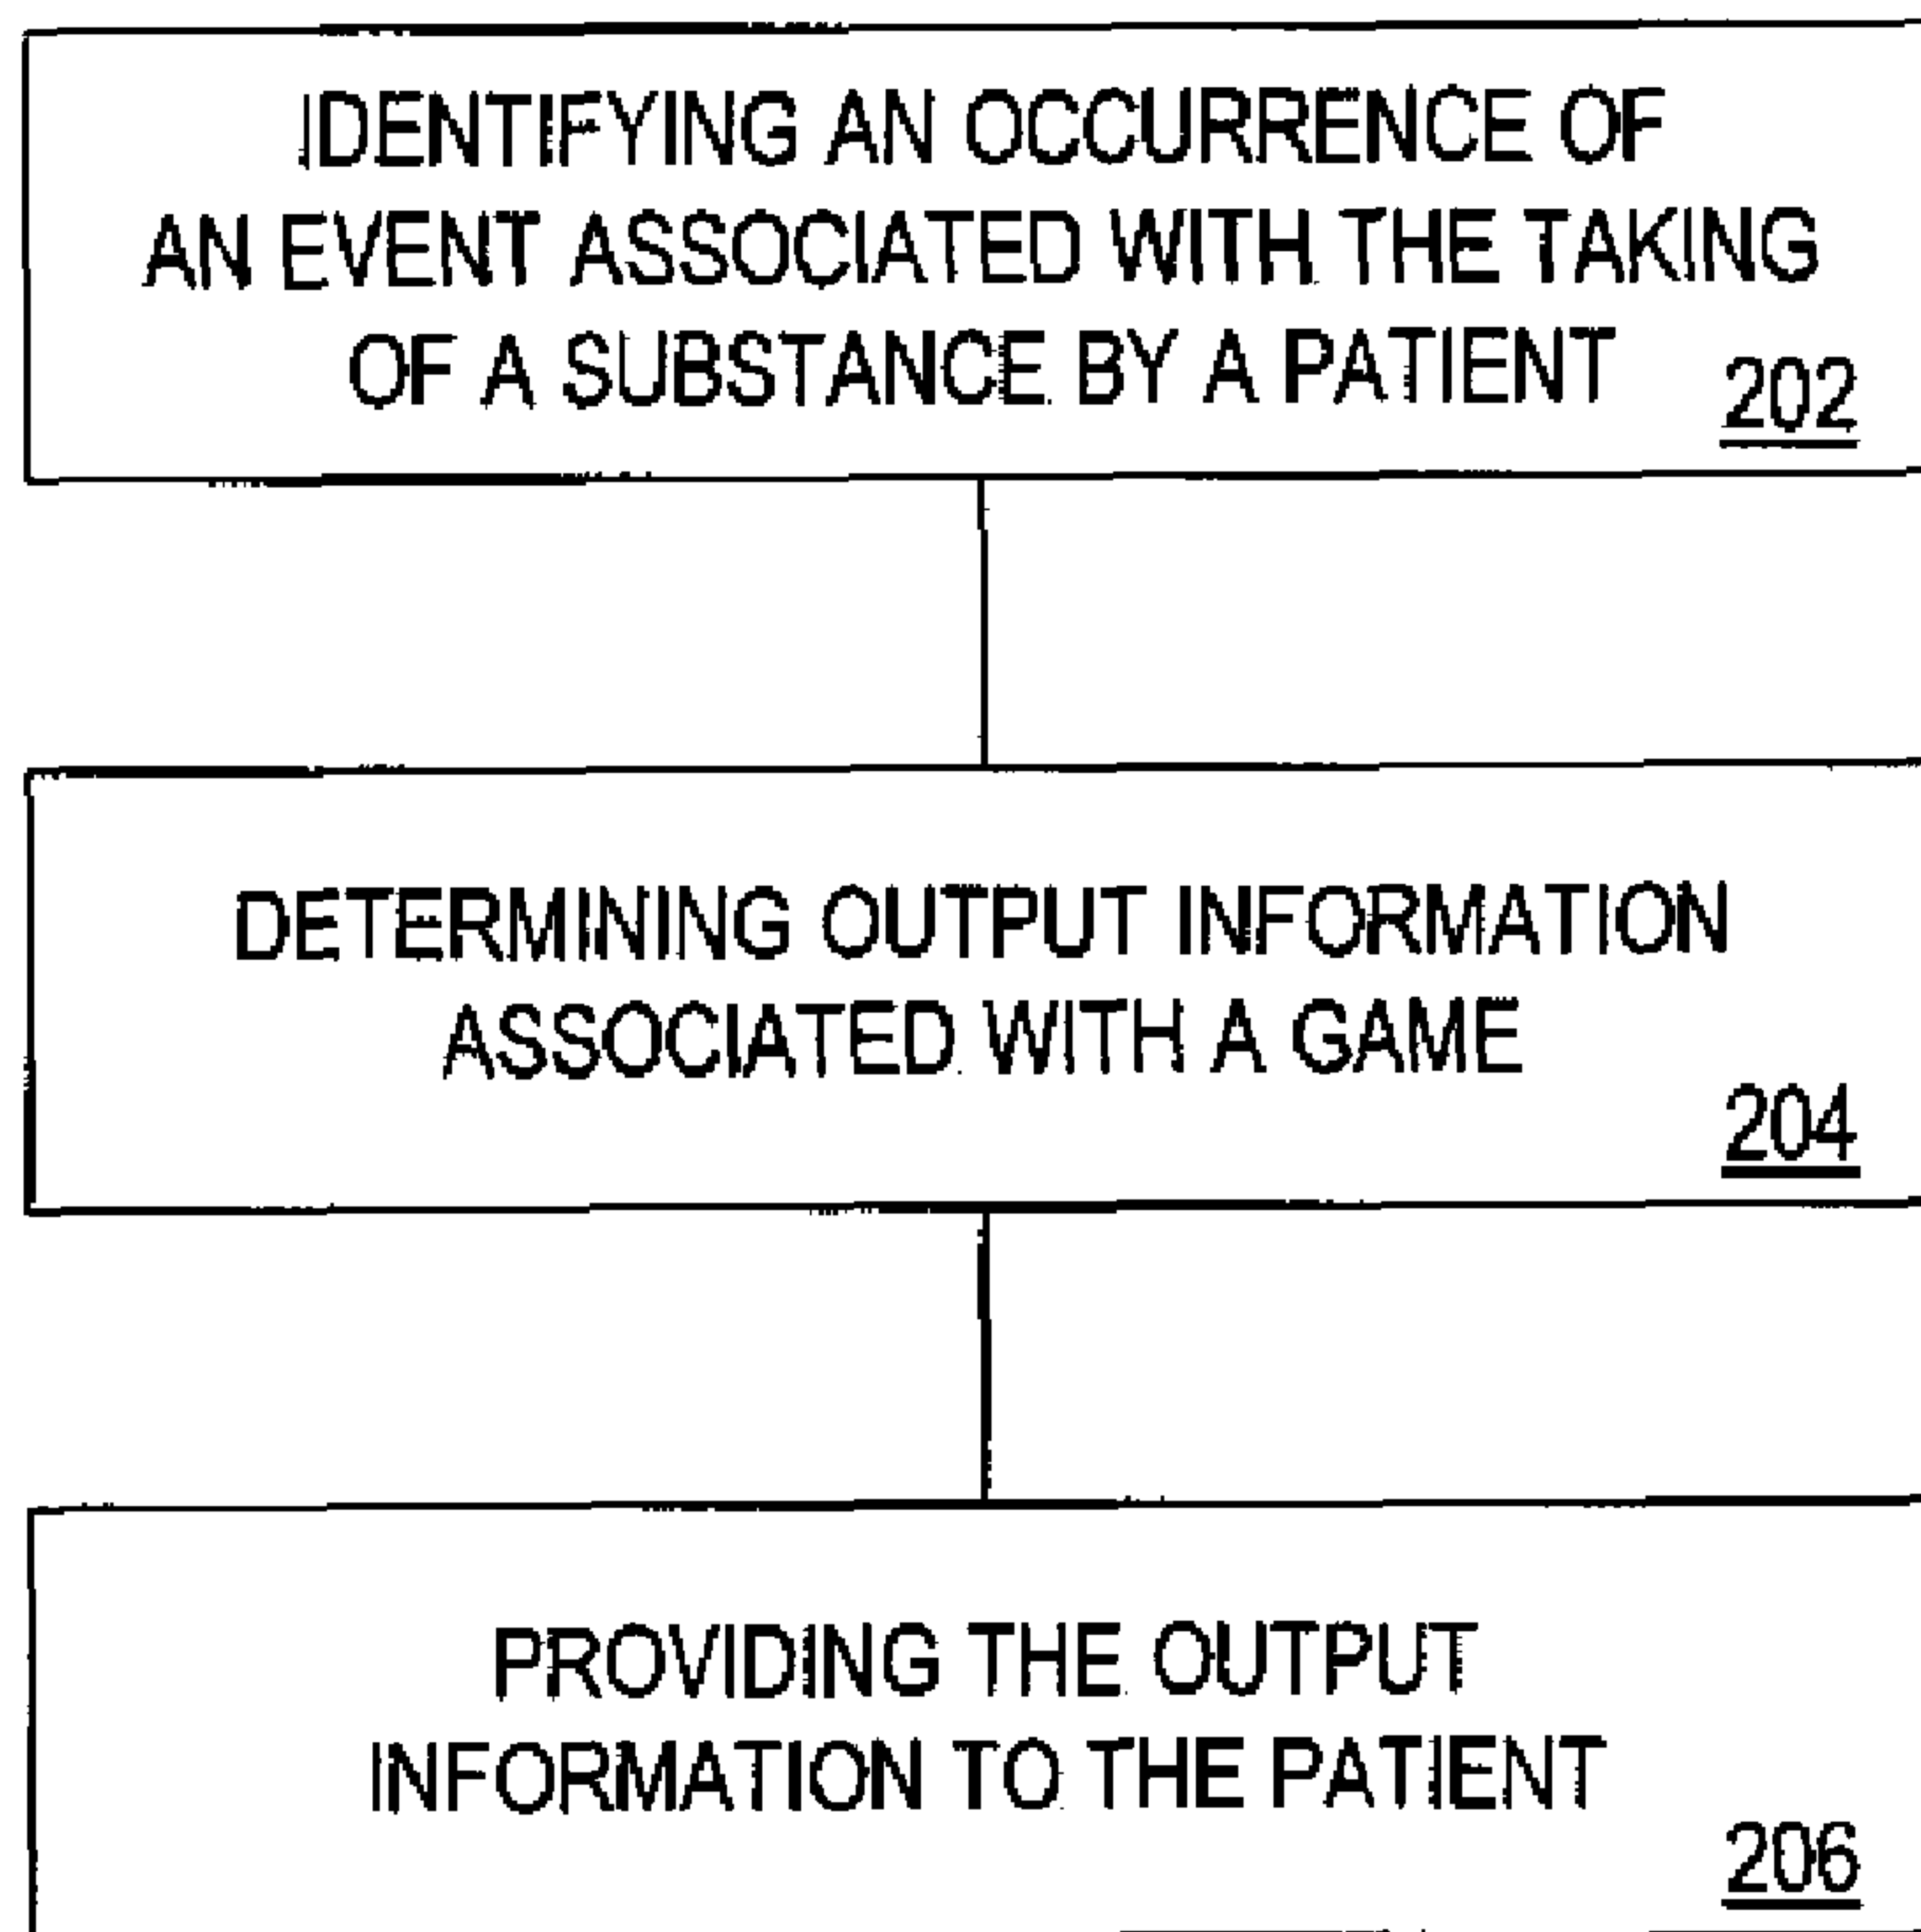 IDENTIFYING AN OCCURRENCE OF
AN EVENT ASSOCIATED WITH THE TAKING
OF A SUBSTANCE BY A PATIENT
202
DETERMINING OUTPUT INFORMATION
ASSOCIATED WITH A GAME
204
PROVIDING THE OUTPUT
INFORMATION TO THE PATIENT
206